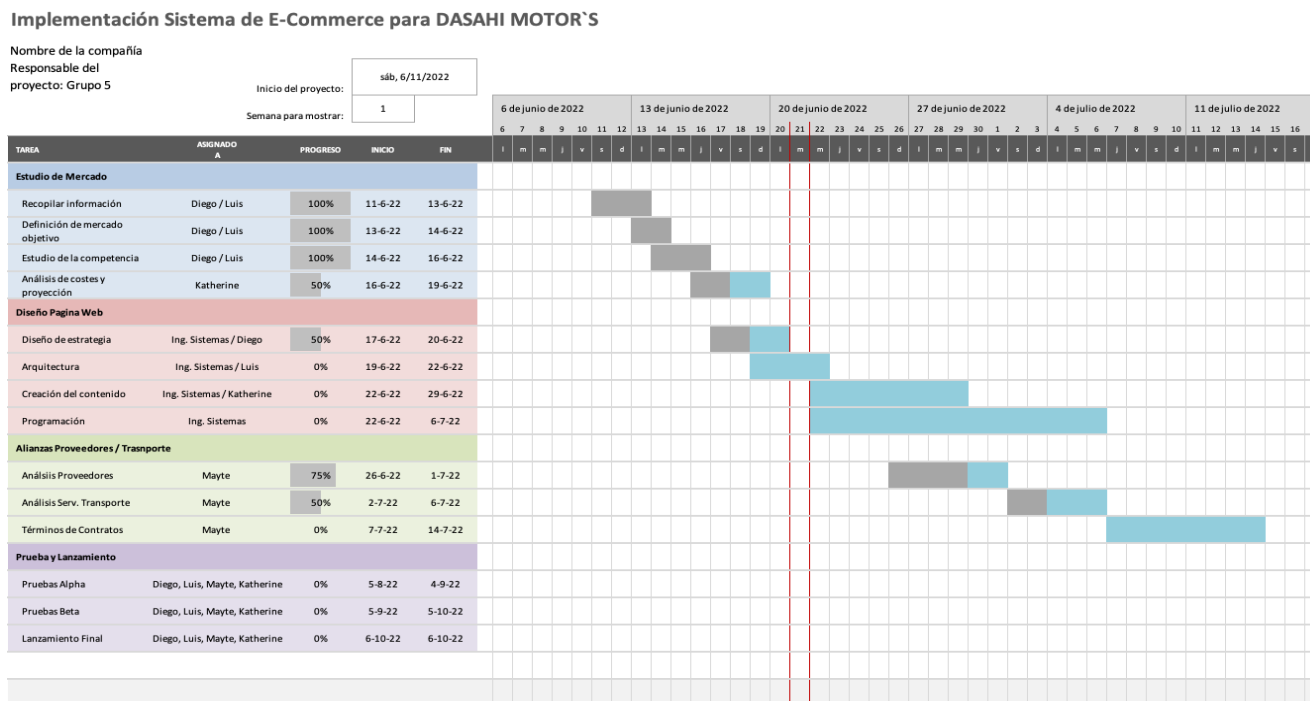 Implementación Sistema de E-Commerce para DASAHI MOTOR`S
Nombre de la compañía
Responsable del
proyecto: Grupo 5
Inicio del proyecto:
sáb, 6/11/2022
Semana para mostrar:
1
6 de junio de 2022 13 de junio de 2022 20 de junio de 2022 27 de junio de 2022 4 de julio de 2022 11 de julio de 2022
6 7 8 9 10 11 12 13 14 15 16 17 18 19 20 21 22 23 24 25 26 27 28 29 30 1 2 3 4 5 6 7 8 9 10 11 12 13 14 15 16
TAREA ASIGNADO A PROGRESO INICIO FIN l m m j v s d l m m j v s d l m m j v s d l m m j v s d l m m j v s d l m m j v s
Estudio de Mercado
Recopilar información Diego / Luis 100% 11-6-22 13-6-22
Definición de mercado
objetivo Diego / Luis 100% 13-6-22 14-6-22
Estudio de la competencia Diego / Luis 100% 14-6-22 16-6-22
Análisis de costes y
proyección Katherine 50% 16-6-22 19-6-22
Diseño Pagina Web
Diseño de estrategia Ing. Sistemas / Diego 50% 17-6-22 20-6-22
Arquitectura Ing. Sistemas / Luis 0% 19-6-22 22-6-22
Creación del contenido Ing. Sistemas / Katherine 0% 22-6-22 29-6-22
Programación Ing. Sistemas 0% 22-6-22 6-7-22
Alianzas Proveedores / Trasnporte
Análsiis Proveedores Mayte 75% 26-6-22 1-7-22
Análisis Serv. Transporte Mayte 50% 2-7-22 6-7-22
Términos de Contratos Mayte 0% 7-7-22 14-7-22
Prueba y Lanzamiento
Pruebas Alpha Diego, Luis, Mayte, Katherine 0% 5-8-22 4-9-22
Pruebas Beta Diego, Luis, Mayte, Katherine 0% 5-9-22 5-10-22
Lanzamiento Final Diego, Luis, Mayte, Katherine 0% 6-10-22 6-10-22